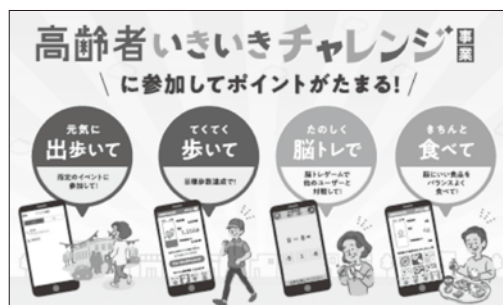 高齢者いきいきチャレンジ事業
に参加してポイントがたまる!
元気に
出歩いて
指定のイベントに
参加して!
てくてく
歩いて
目標歩数達成で!
たのしく
脳トレで
脳トレゲームで
他のユーザーと
対戦して!
きちんと
食べて
脳にいい食品を
バランスよく
食べて!